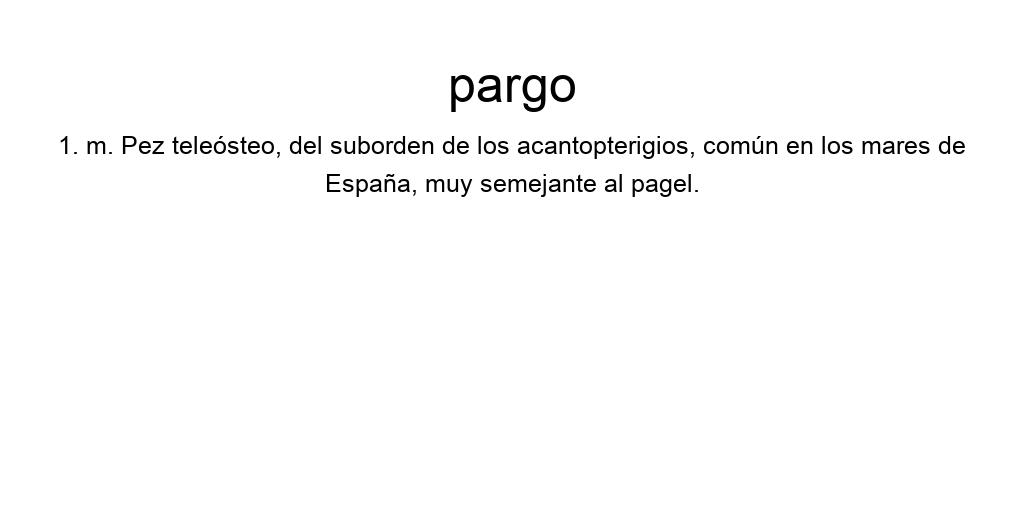 pargo
1. m. Pez teleósteo, del suborden de los acantopterigios, común en los mares de
España, muy semejante al pagel.